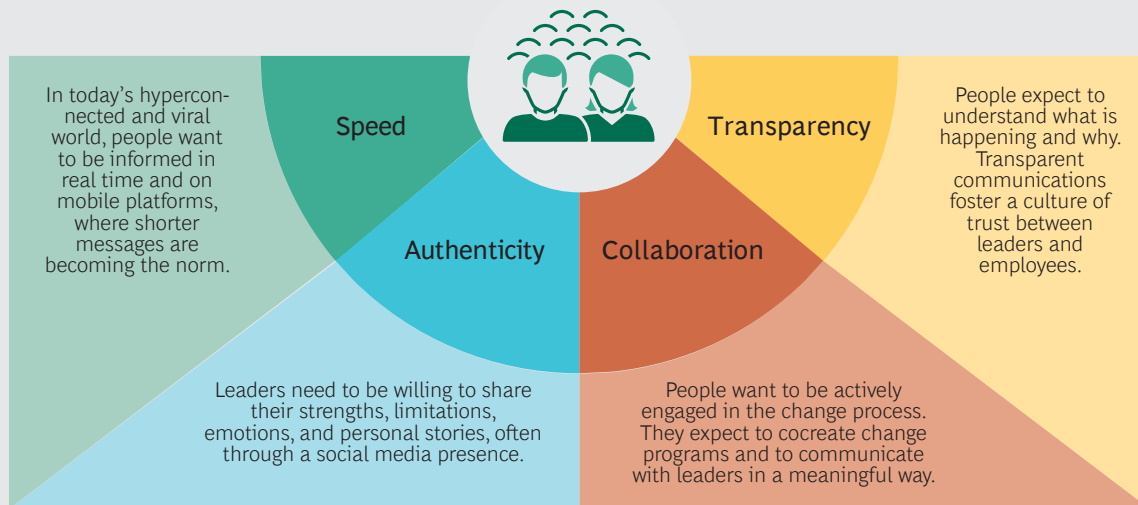 Speed
In today's hypercon-
nected and viral
world, people want
to be informed in
real time and on
mobile platforms,
where shorter
messages are
becoming the norm.
Authenticity
Leaders need to be willing to share
their strengths, limitations,
emotions, and personal stories, often
through a social media presence.
Collaboration
People want to be actively
engaged in the change process.
They expect to cocreate change
programs and to communicate
with leaders in a meaningful way.
Transparency
People expect to
understand what is
happening and why.
Transparent
communications
foster a culture of
trust between
leaders and
employees.